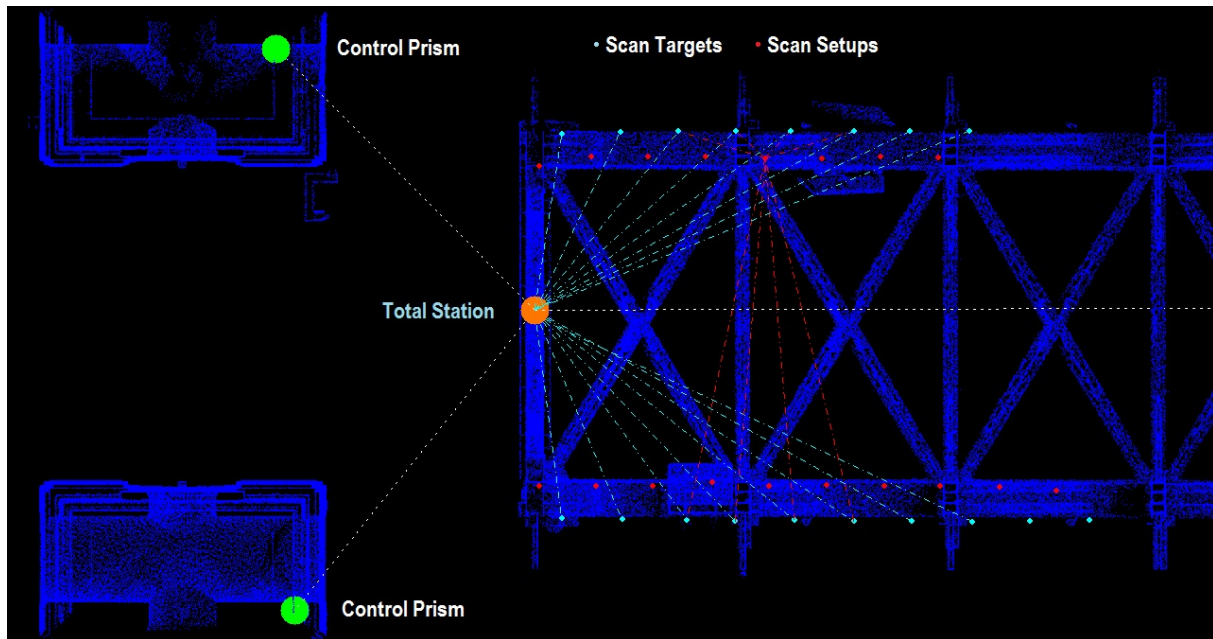 Control Prism
Scan Targets
Scan Setups
Total Station
Control Prism